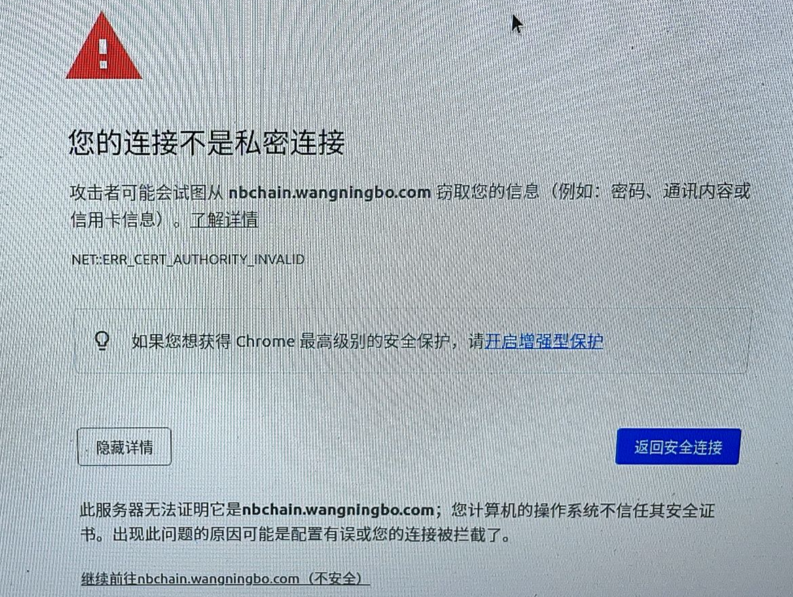 您的连接不是私密连接
攻击者可能会试图从 nbchain.wangningbo.com 窃取您的信息（例如：密码、通讯内容或
信用卡信息）。了解详情
NET::ERR_CERT_AUTHORITY_INVALID
如果您想获得 Chrome 最高级别的安全保护，请开启增强型保护
隐藏详情
返回安全连接
此服务器无法证明它是nbchain.wangningbo.com；您计算机的操作系统不信任其安全证
书。出现此问题的原因可能是配置有误或您的连接被拦截了。
继续前往nbchain.wangningbo.com（不安全）